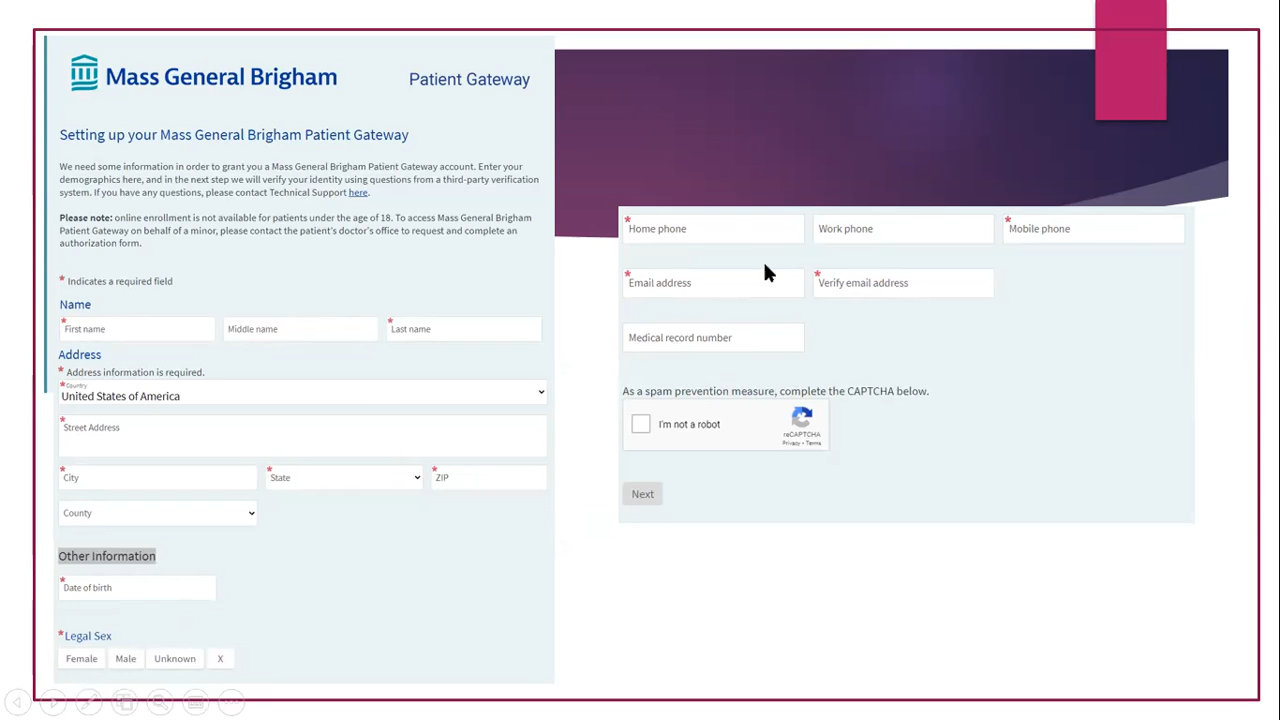 Mass General Brigham
Patient Gateway
Setting up your Mass General Brigham Patient Gateway
We need some information in order to grant you a Mass General Brigham Patient Gateway account. Enter your
demographics here, and in the next step we will verify your identity using questions from a third-party verification
system. If you have any questions, please contact Technical Support here.
Please note: online enrollment is not available for patients under the age of 18. To access Mass General Brigham
Patient Gateway on behalf of a minor, please contact the patient's doctor's office to request and complete an
authorization form.
* Indicates a required field
Name
* First name
Middle name
* Last name
Address
* Address information is required.
* Country
United States of America
* Street Address
* City
* State
* ZIP
County
Other Information
* Date of birth
* Legal Sex
Female
Male
Unknown
X
* Home phone
Work phone
* Mobile phone
* Email address
* Verify email address
Medical record number
As a spam prevention measure, complete the CAPTCHA below.
I'm not a robot
reCAPTCHA
Privacy - Terms
Next